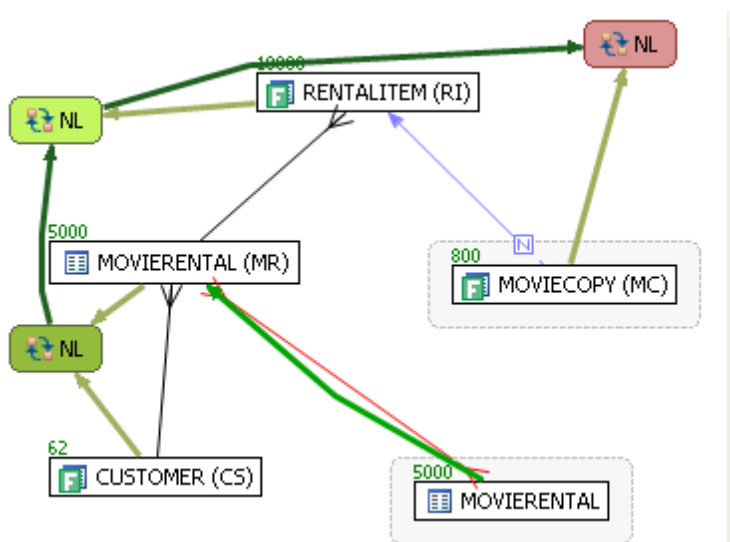 NL
10000
F RENTALITEM (RI)
NL
5000
N
MOVIERENTAL (MR)
800
F MOVIECOPY (MC)
NL
62
F CUSTOMER (CS)
5000
MOVIERENTAL